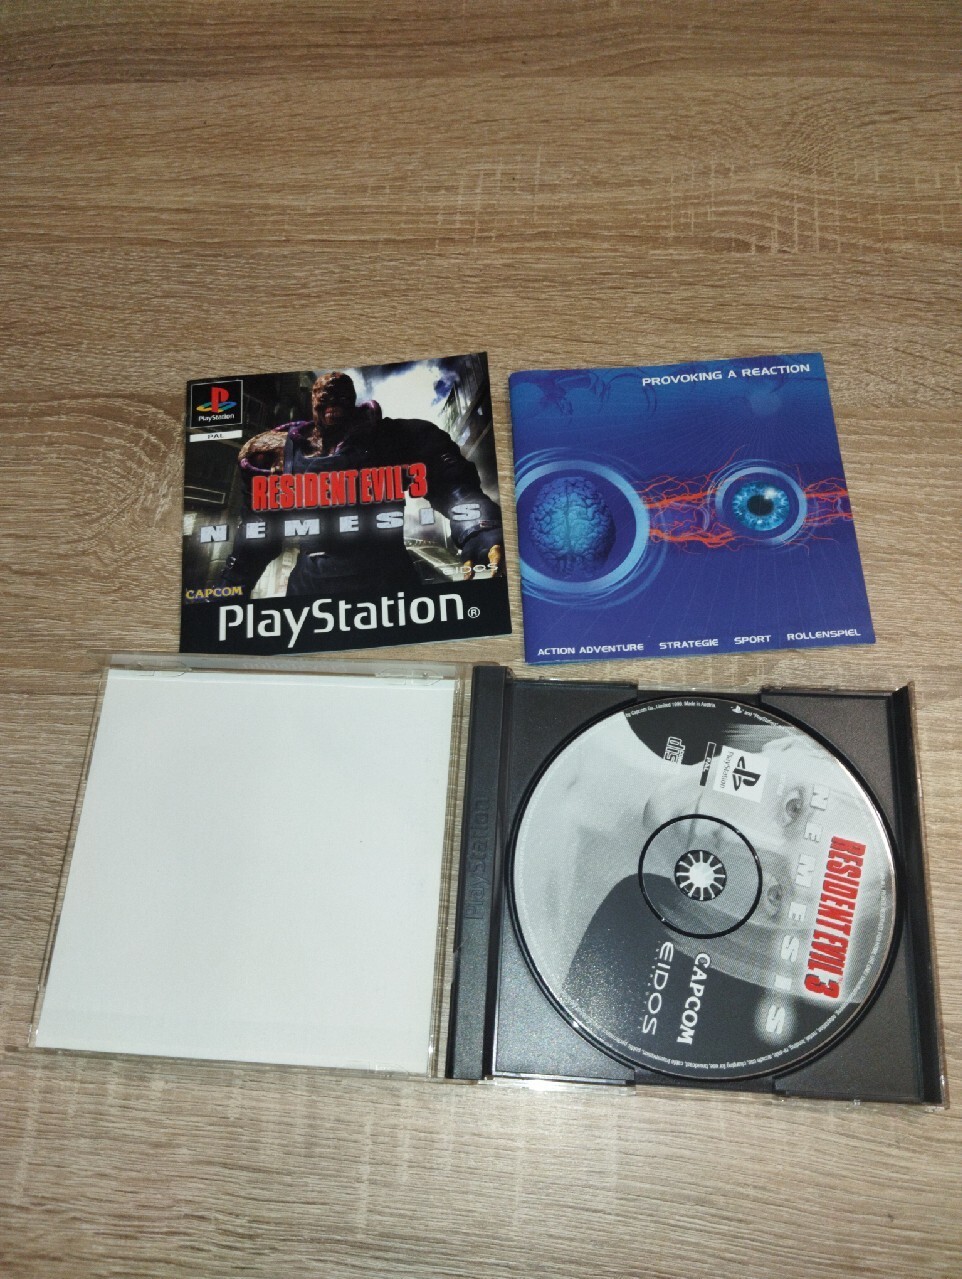 PlayStation
PAL
RESIDENT EVIL 3
NEMESIS
EIDOS
CAPCOM
PlayStation®
PROVOKING A REACTION
ACTION ADVENTURE STRATEGIE SPORT ROLLENSPIEL
PlayStation
PAL
PlayStation
NEMESIS
RESIDENT EVIL 3
CAPCOM
EIDOS